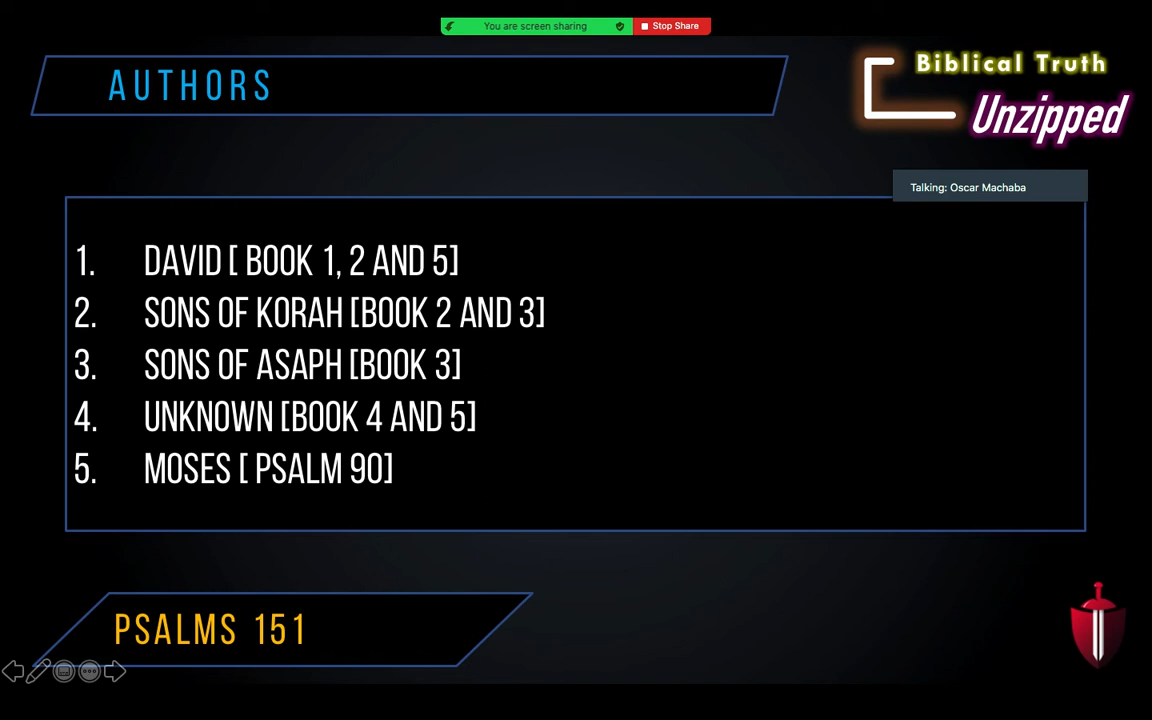 You are screen sharing Stop Share
AUTHORS
Biblical Truth
Unzipped
Talking: Oscar Machaba
1. DAVID [ BOOK 1, 2 AND 5]
2. SONS OF KORAH [BOOK 2 AND 3]
3. SONS OF ASAPH [BOOK 3]
4. UNKNOWN [BOOK 4 AND 5]
5. MOSES [ PSALM 90]
PSALMS 151